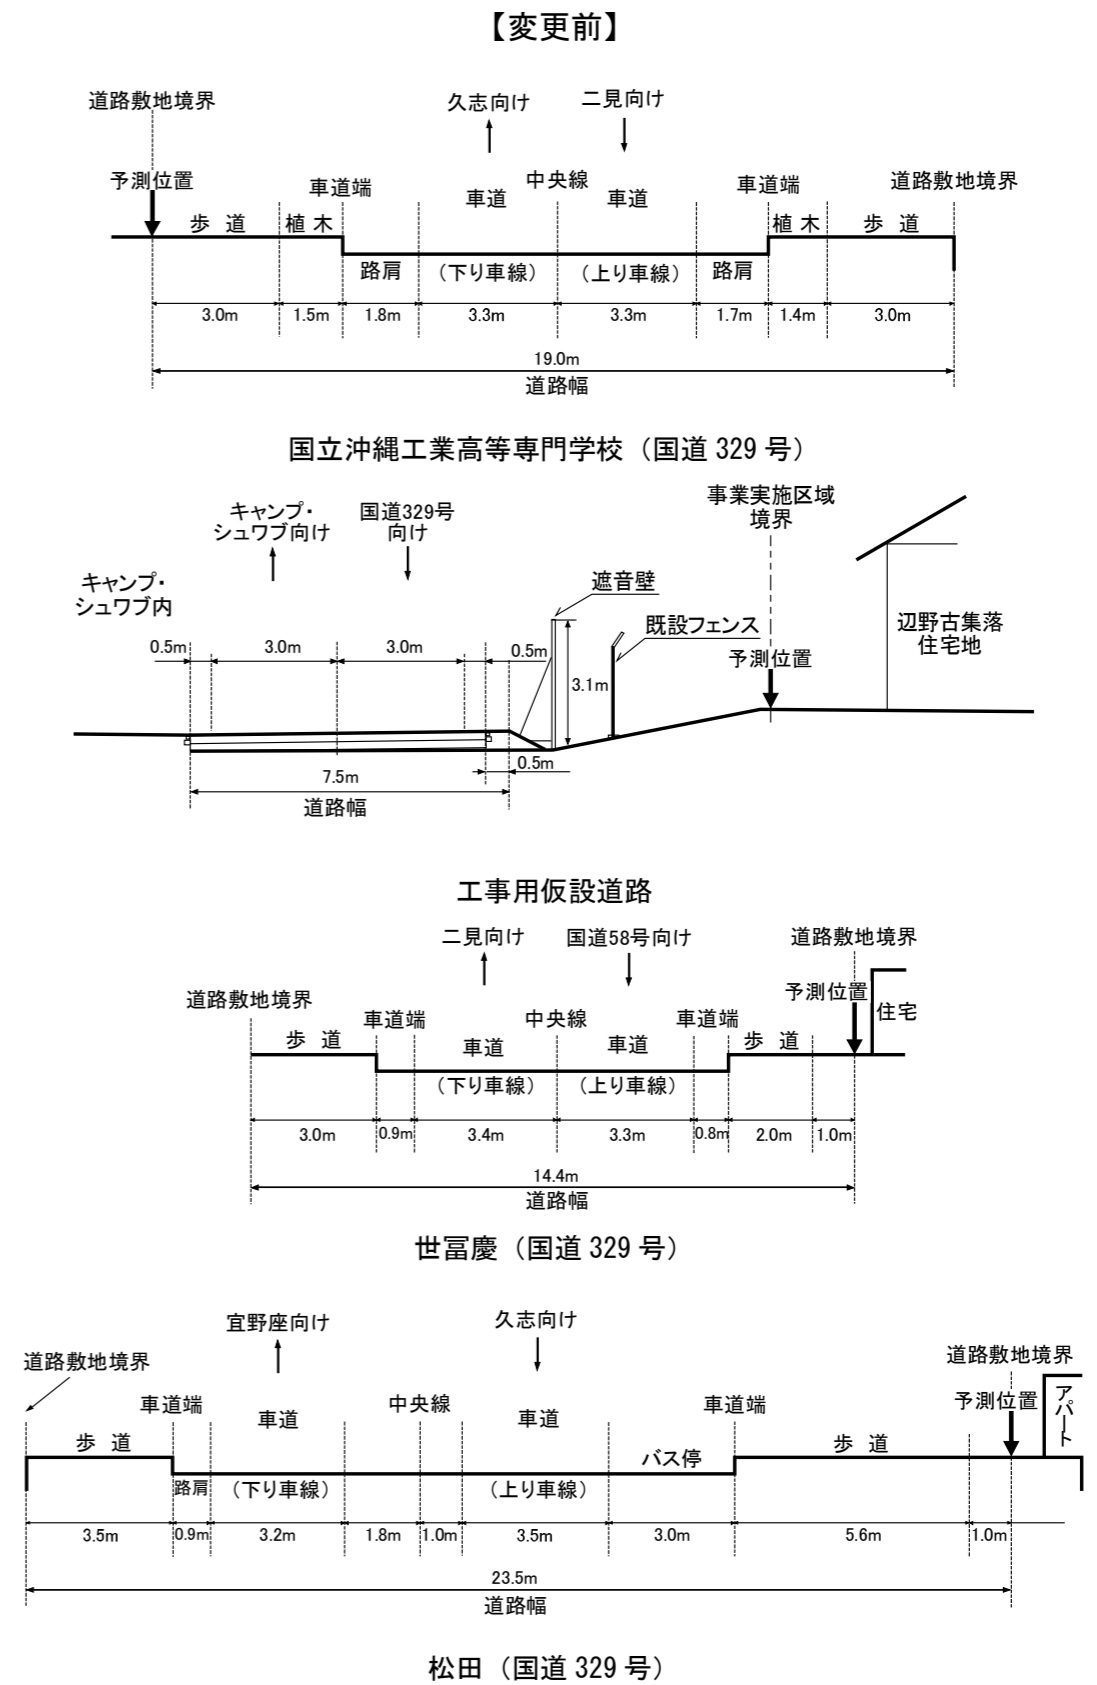 【変更前】
道路敷地境界
久志向け
二見向け
予測位置
車道端
車道
中央線
車道
車道端
道路敷地境界
歩 道
植 木
植 木
歩 道
路肩
（下り車線）
（上り車線）
路肩
3.0m
1.5m
1.8m
3.3m
3.3m
1.7m
1.4m
3.0m
19.0m
道路幅
国立沖縄工業高等専門学校（国道 329 号）
キャンプ・
シュワブ向け
国道329号
向け
事業実施区域
境界
キャンプ・
シュワブ内
遮音壁
既設フェンス
辺野古集落
住宅地
0.5m
3.0m
3.0m
0.5m
予測位置
3.1m
0.5m
7.5m
道路幅
工事用仮設道路
二見向け
国道58号向け
道路敷地境界
道路敷地境界
予測位置
住宅
車道端
中央線
車道端
歩 道
車道
車道
歩 道
（下り車線）
（上り車線）
3.0m
0.9m
3.4m
3.3m
0.8m
2.0m
1.0m
14.4m
道路幅
世冨慶（国道 329 号）
宜野座向け
久志向け
道路敷地境界
道路敷地境界
車道端
車道
中央線
車道
車道端
予測位置
アパート
歩 道
バス停
歩 道
路肩
（下り車線）
（上り車線）
3.5m
0.9m
3.2m
1.8m
1.0m
3.5m
3.0m
5.6m
1.0m
23.5m
道路幅
松田（国道 329 号）